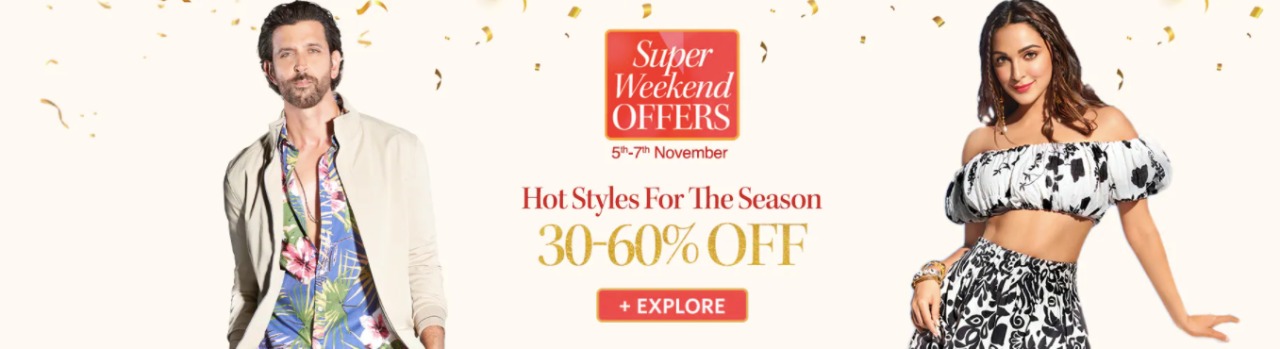 Super
Weekend
OFFERS
5th-7th November
Hot Styles For The Season
30-60% OFF
+ EXPLORE